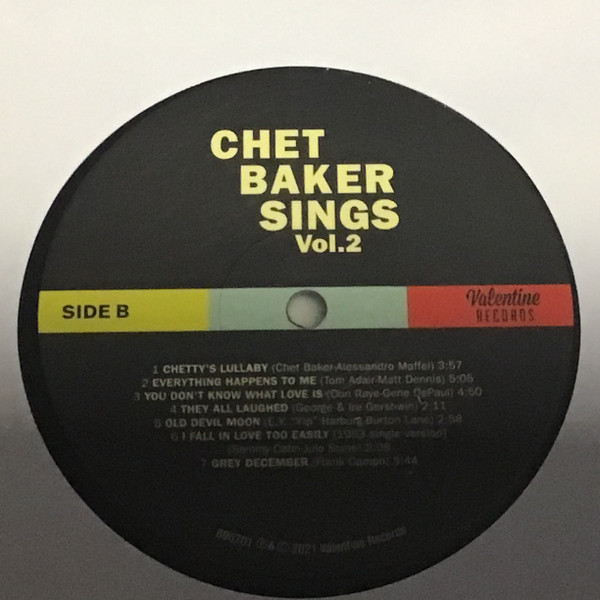 CHET
BAKER
SINGS
Vol.2
SIDE B
Valentine
RECORDS
1 CHETTY'S LULLABY (Chet Baker-Alessandro Maffei) 3:57
2 EVERYTHING HAPPENS TO ME (Tom Adair-Matt Dennis) 5:05
3 YOU DON'T KNOW WHAT LOVE IS (Don Raye-Gene DePaul) 4:50
4 THEY ALL LAUGHED (George & Ira Gershwin) 2:11
5 OLD DEVIL MOON (E.Y. "Yip" Harburg-Burton Lane) 2:58
6 I FALL IN LOVE TOO EASILY [1953 single version]
(Sammy Cahn-Jule Styne) 2:38
7 GREY DECEMBER (Frank Campo) 3:44
890701 ℗& © 2021 Valentine Records